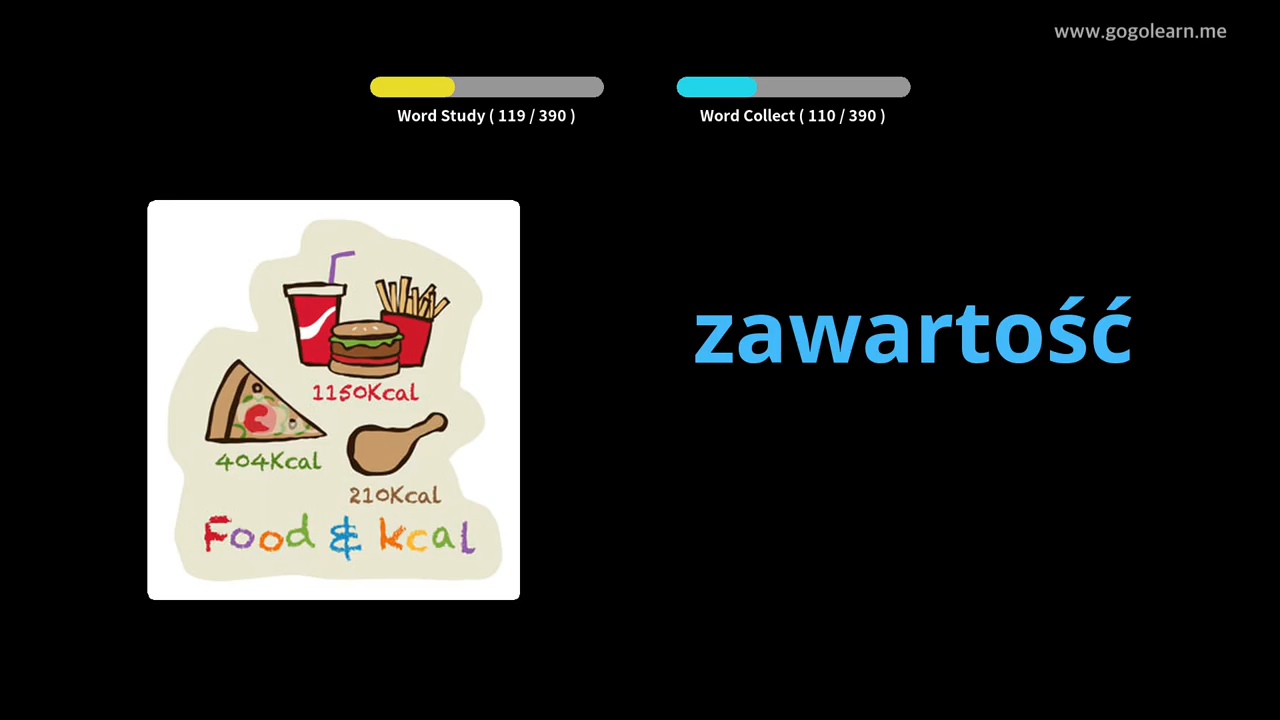 www.gogolearn.me
Word Study ( 119 / 390 )
Word Collect ( 110 / 390 )
zawartość
1150Kcal
404Kcal
210Kcal
Food & kcal